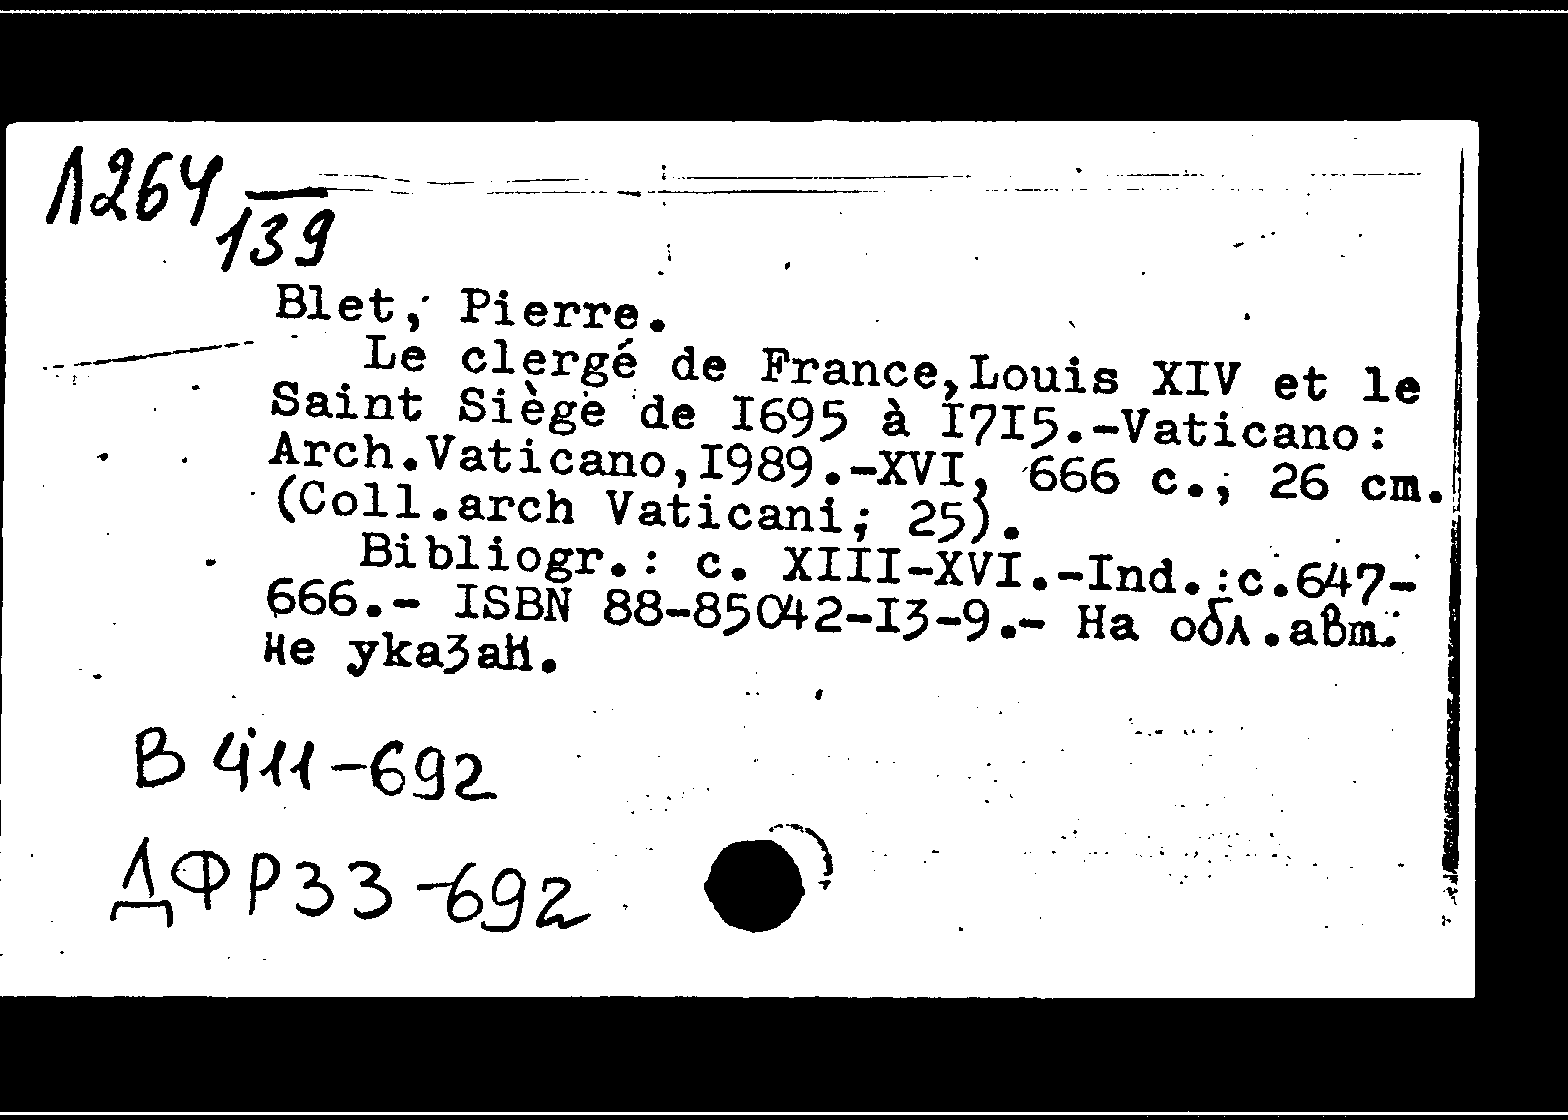 Л264
139
Blet, Pierre.
Le clergé de France,Louis XIV et le
Saint Siège de I695 à I7I5.-Vaticano:
Arch.Vaticano,I989.-XVI, 666 с.; 26 cm.
(Coll.arch Vaticani; 25).
Bibliogr.: с. XIII-XVI.-Ind.:с.647-
666.- ISBN 88-85042-I3-9.- На обл.авт.
не указан.
В 411-692
ДФР33-692